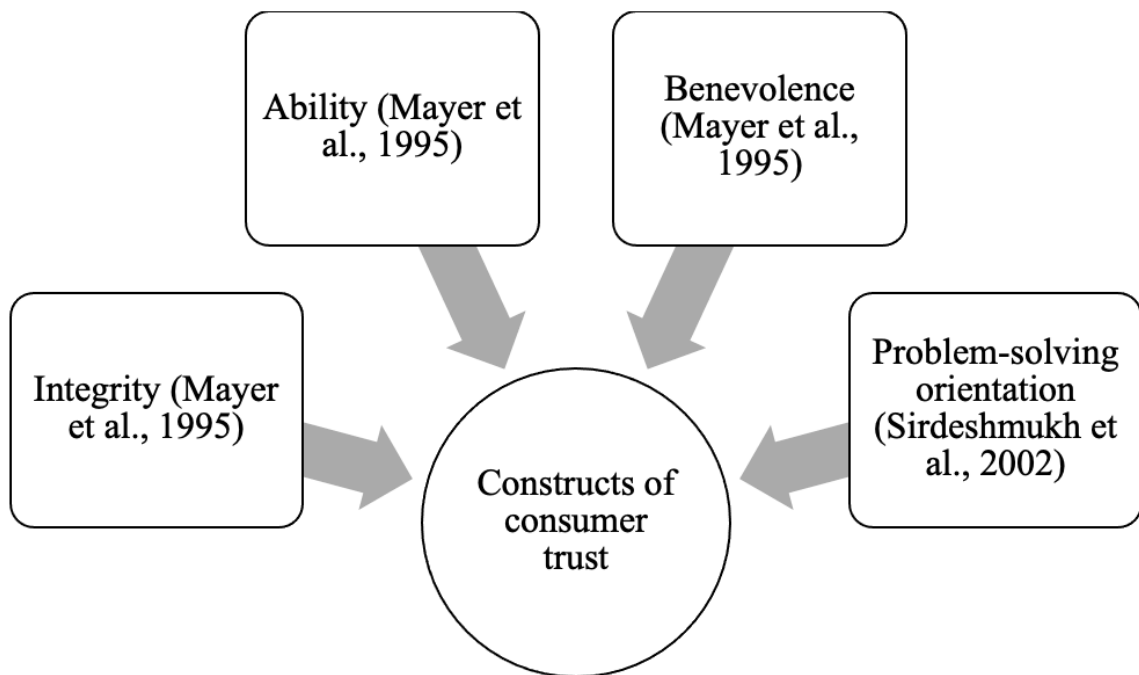 Ability (Mayer et
al., 1995)
Benevolence
(Mayer et al.,
1995)
Integrity (Mayer
et al., 1995)
Problem-solving
orientation
(Sirdeshmukh et
al., 2002)
Constructs of
consumer
trust